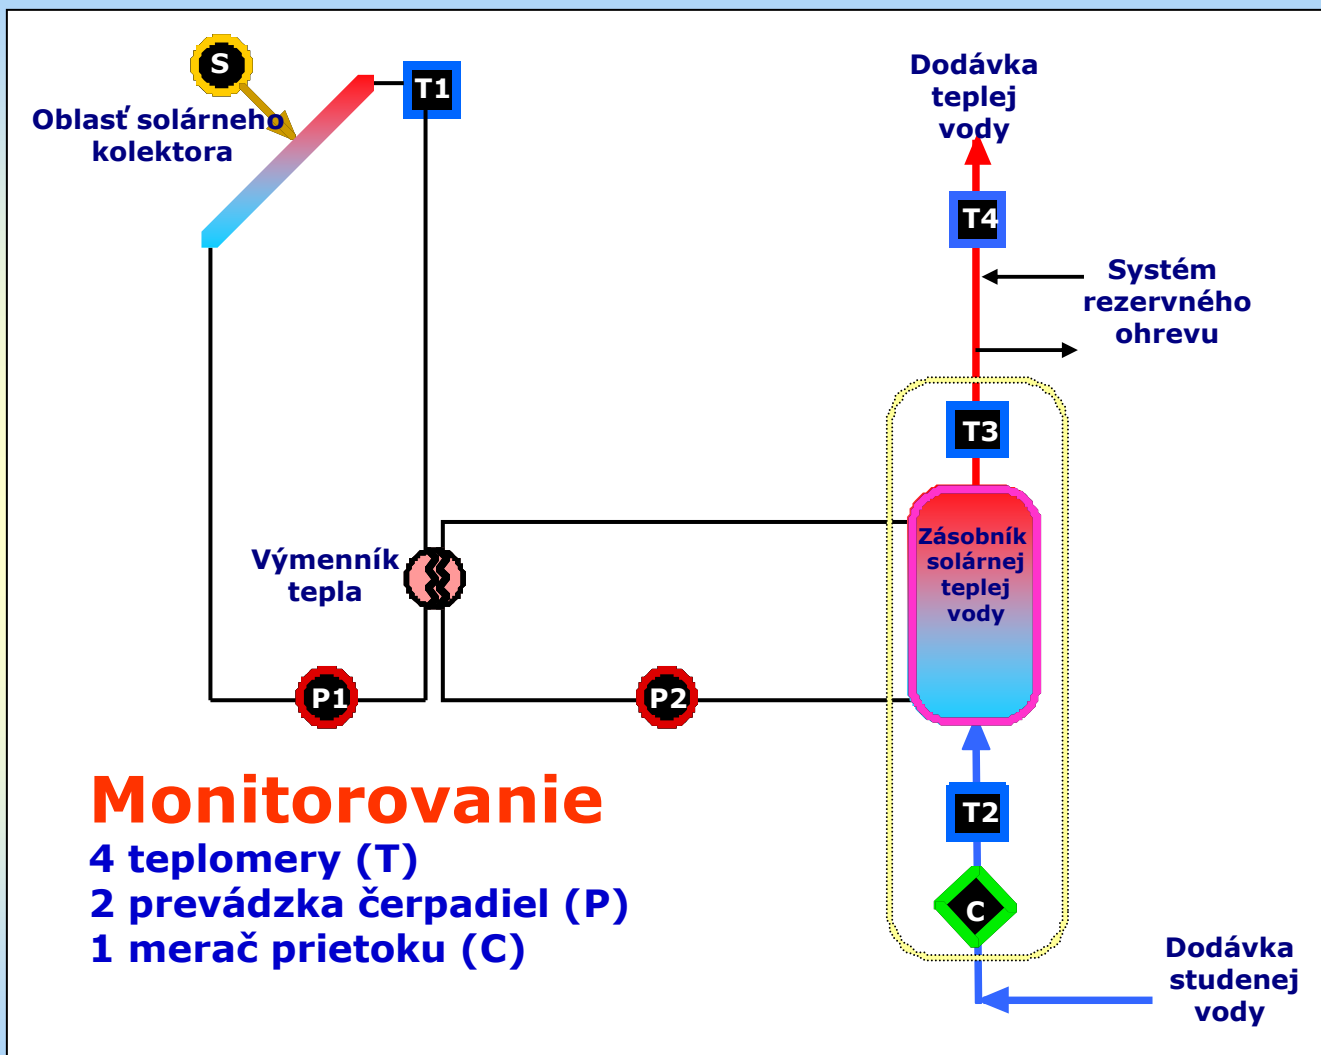 S
T1
Oblasť solárneho
kolektora
Dodávka
teplej
vody
T4
Systém
rezervného
ohrevu
T3
Zásobník
solárnej
teplej
vody
Výmenník
tepla
P1
P2
Monitorovanie
4 teplomery (T)
2 prevádzka čerpadiel (P)
1 merač prietoku (C)
T2
C
Dodávka
studenej
vody